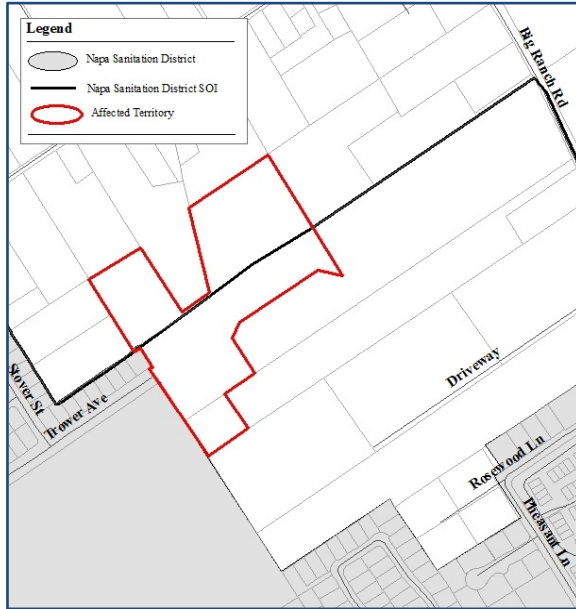 Legend
Napa Sanitation District
Napa Sanitation District SOI
Affected Territory
Big Ranch Rd
Stover St
Trower Ave
Driveway
Rosewood Ln
Pheasant Ln